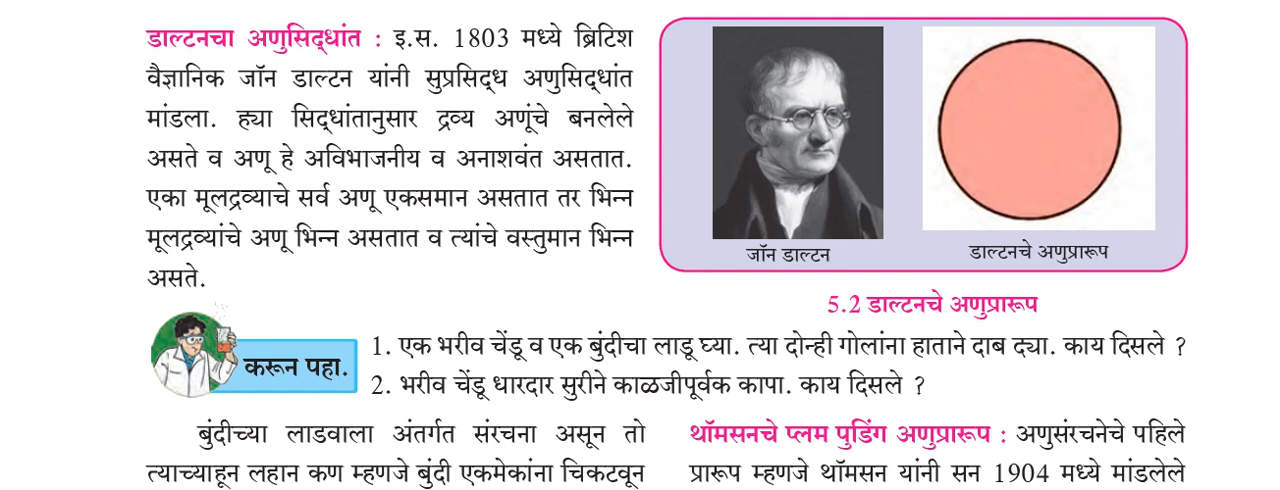 डाल्टनचा अणुसिद्धांत : इ.स. 1803 मध्ये ब्रिटिश
वैज्ञानिक जॉन डाल्टन यांनी सुप्रसिद्ध अणुसिद्धांत
मांडला. ह्या सिद्धांतानुसार द्रव्य अणूंचे बनलेले
असते व अणू हे अविभाजनीय व अनाशवंत असतात.
एका मूलद्रव्याचे सर्व अणू एकसमान असतात तर भिन्न
मूलद्रव्यांचे अणू भिन्न असतात व त्यांचे वस्तुमान भिन्न
असते.
जॉन डाल्टन
डाल्टनचे अणुप्रारूप
5.2 डाल्टनचे अणुप्रारूप
करून पहा.
1. एक भरीव चेंडू व एक बुंदीचा लाडू घ्या. त्या दोन्ही गोलांना हाताने दाब द्या. काय दिसले ?
2. भरीव चेंडू धारदार सुरीने काळजीपूर्वक कापा. काय दिसले ?
बुंदीच्या लाडवाला अंतर्गत संरचना असून तो
त्याच्याहून लहान कण म्हणजे बुंदी एकमेकांना चिकटवून
थॉमसनचे प्लम पुडिंग अणुप्रारूप : अणुसंरचनेचे पहिले
प्रारूप म्हणजे थॉमसन यांनी सन 1904 मध्ये मांडलेले